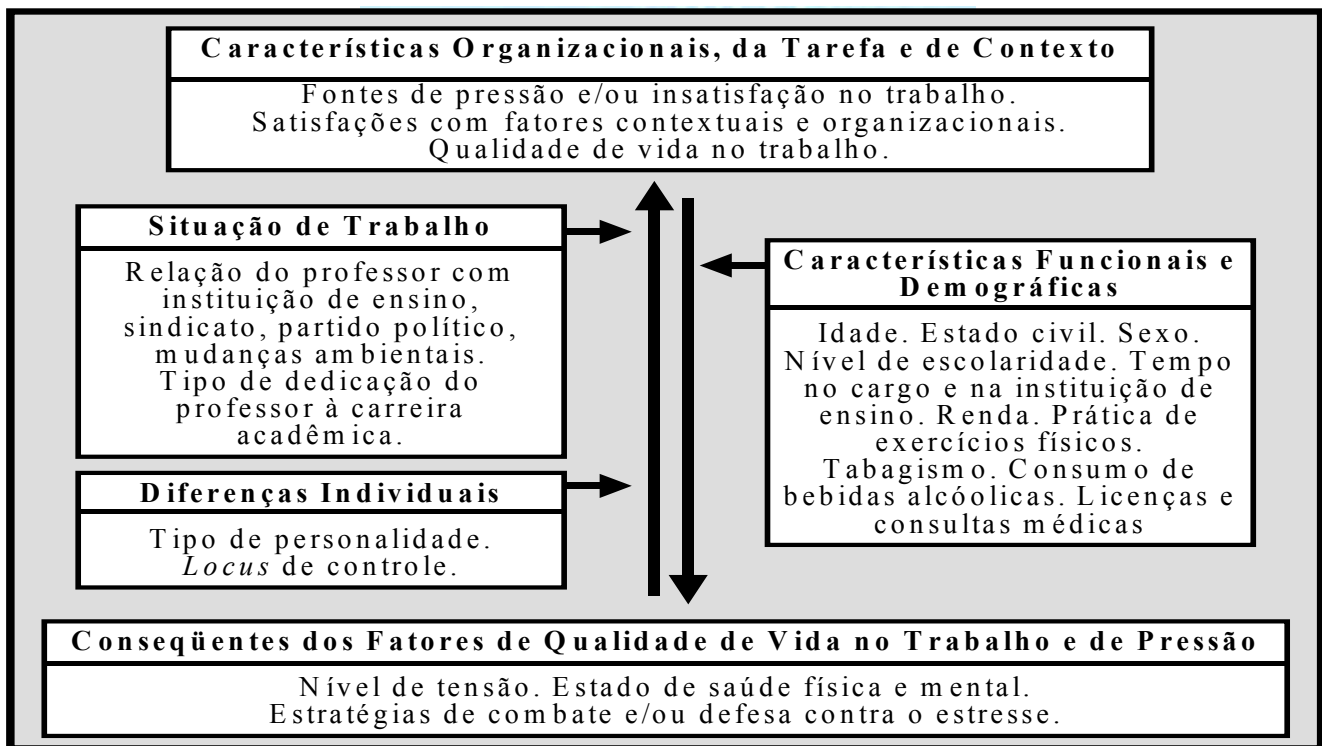 Características Organizacionais, da Tarefa e de Contexto
Fontes de pressão e/ou insatisfação no trabalho.
Satisfações com fatores contextuais e organizacionais.
Qualidade de vida no trabalho.
Situação de Trabalho
Relação do professor com
instituição de ensino,
sindicato, partido político,
mudanças ambientais.
Tipo de dedicação do
professor à carreira
acadêmica.
Diferenças Individuais
Tipo de personalidade.
Locus de controle.
Características Funcionais e
Demográficas
Idade. Estado civil. Sexo.
Nível de escolaridade. Tempo
no cargo e na instituição de
ensino. Renda. Prática de
exercícios físicos.
Tabagismo. Consumo de
bebidas alcóolicas. Licenças e
consultas médicas
Conseqüentes dos Fatores de Qualidade de Vida no Trabalho e de Pressão
Nível de tensão. Estado de saúde física e mental.
Estratégias de combate e/ou defesa contra o estresse.